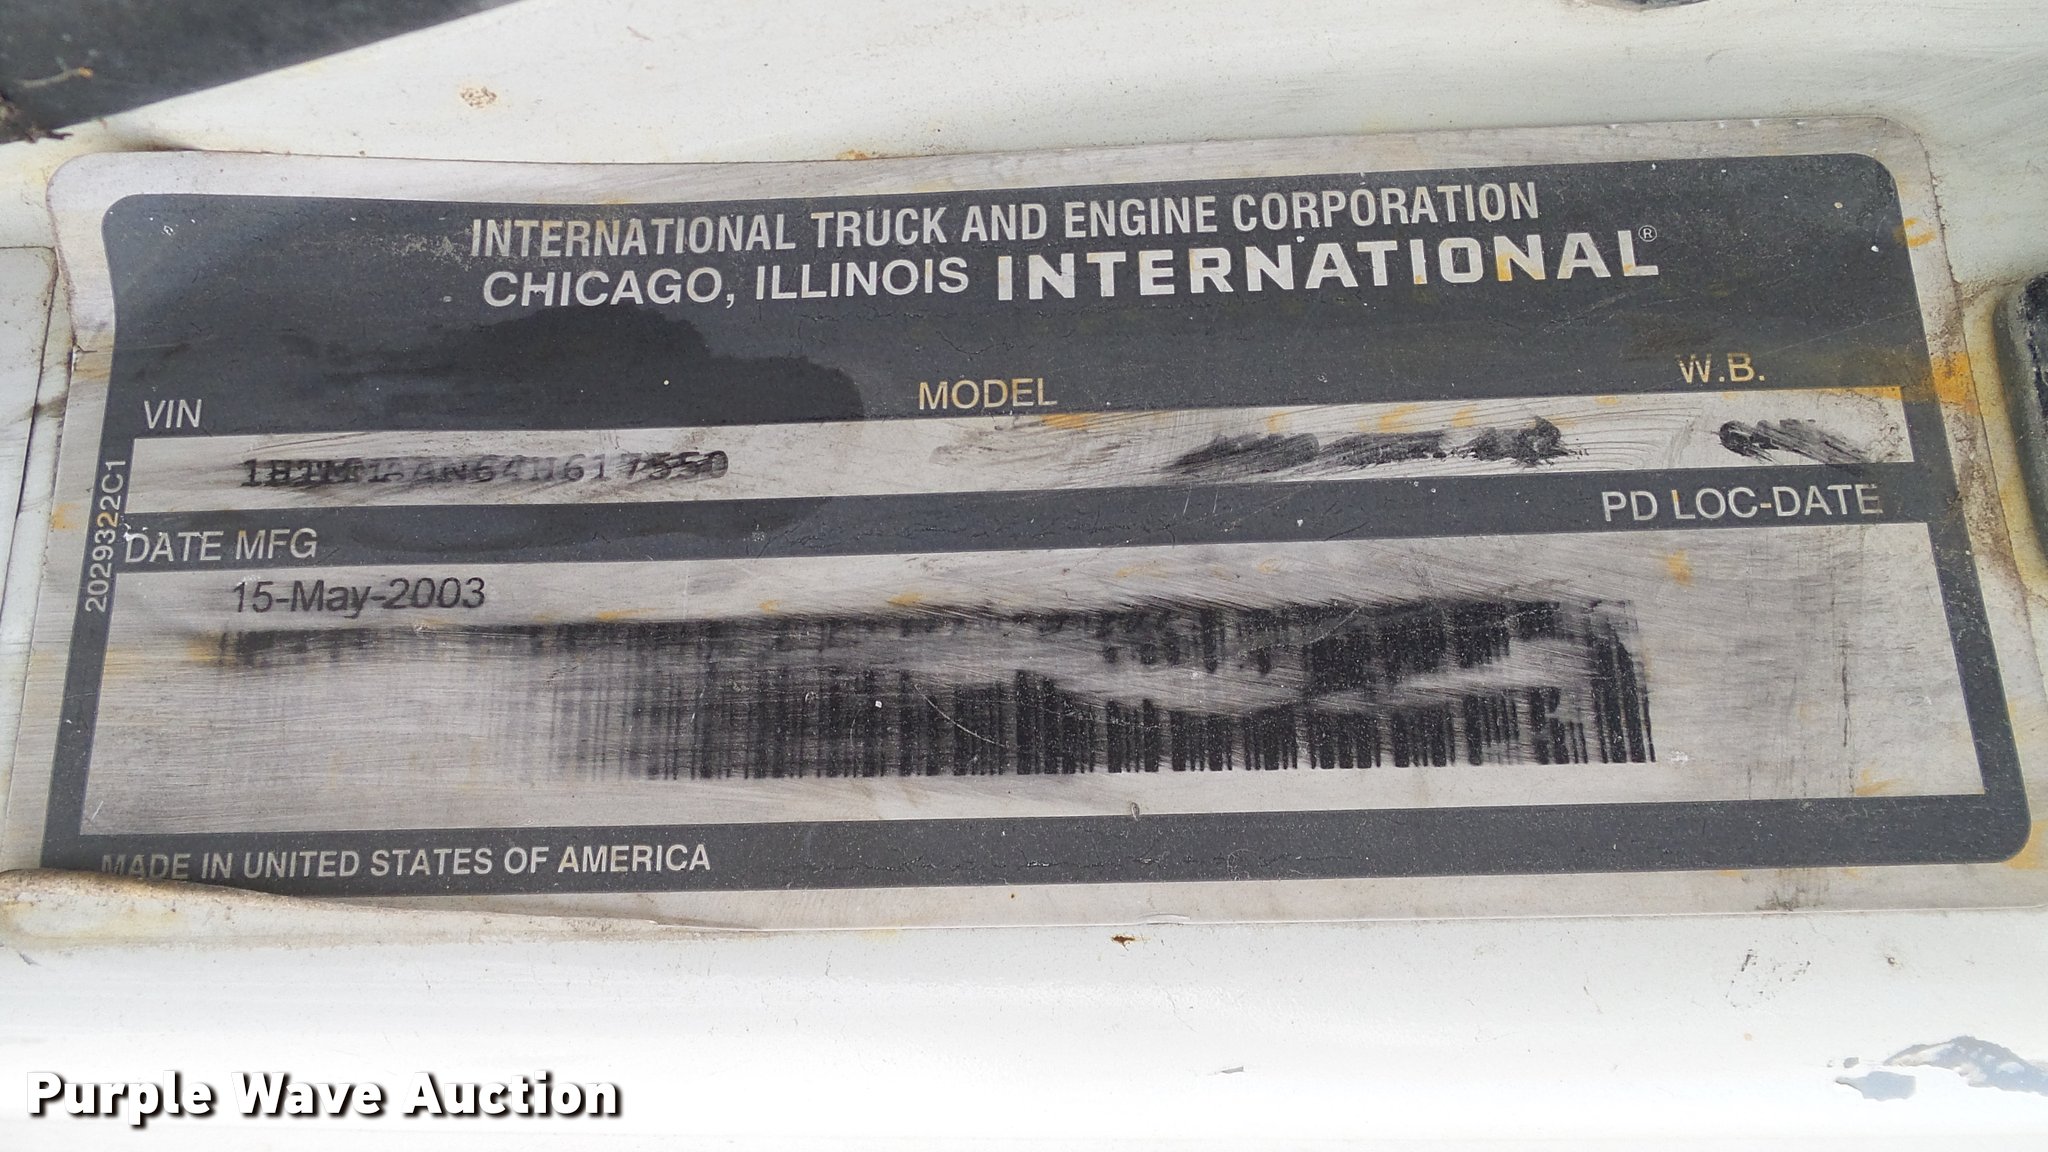 INTERNATIONAL TRUCK AND ENGINE CORPORATION
CHICAGO, ILLINOIS INTERNATIONAL®
VIN MODEL W.B.
DATE MFG PD LOC-DATE
15-May-2003
2029322C1
MADE IN UNITED STATES OF AMERICA
Purple Wave Auction